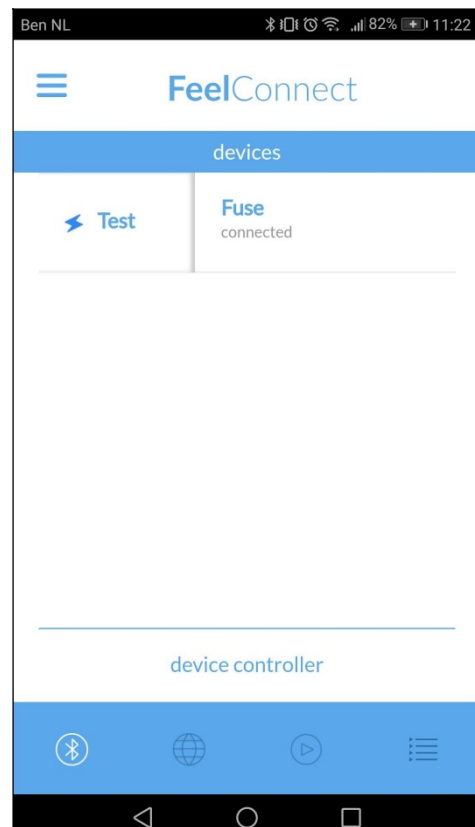 Ben NL 82% 11:22
FeelConnect
devices
Test
Fuse
connected
device controller